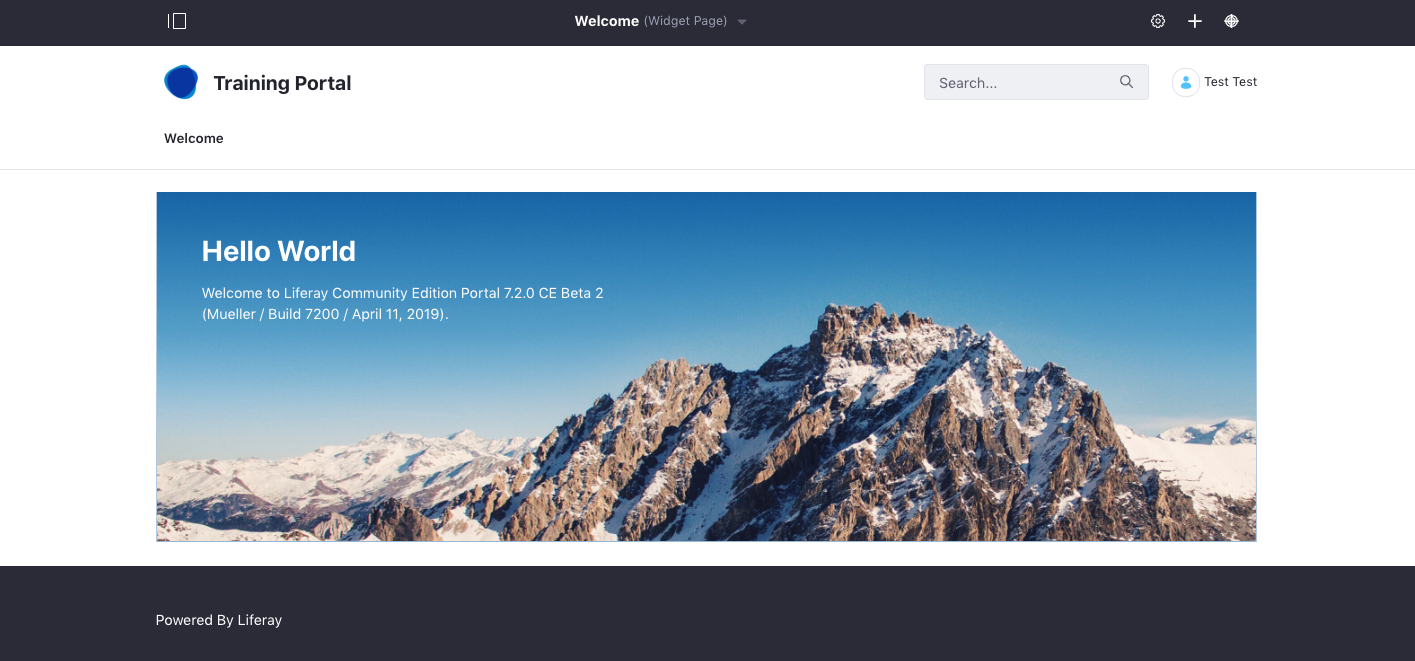 Welcome (Widget Page)
Training Portal
Search...
Test Test
Welcome
Hello World
Welcome to Liferay Community Edition Portal 7.2.0 CE Beta 2
(Mueller / Build 7200 / April 11, 2019).
Powered By Liferay